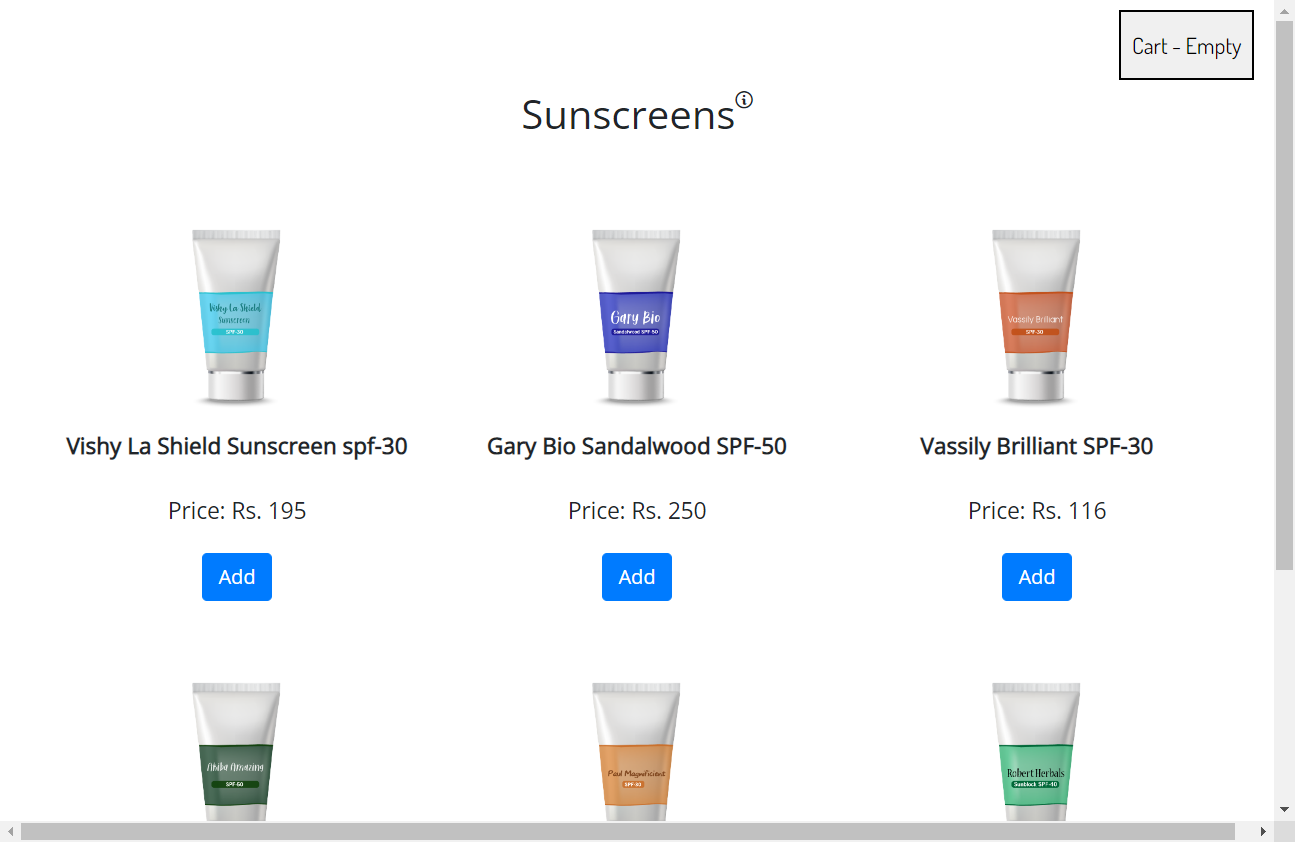 Cart - Empty
Sunscreens
Vishy La Shield
Sunscreen
SPF-30
Gary Bio
Sandalwood SPF-50
Vassily Brilliant
SPF-30
Vishy La Shield Sunscreen spf-30
Gary Bio Sandalwood SPF-50
Vassily Brilliant SPF-30
Price: Rs. 195
Price: Rs. 250
Price: Rs. 116
Add
Add
Add
Abiba Amazing
SPF-50
Paul Magnificient
SPF-30
Robert Herbals
Sunblock SPF-40